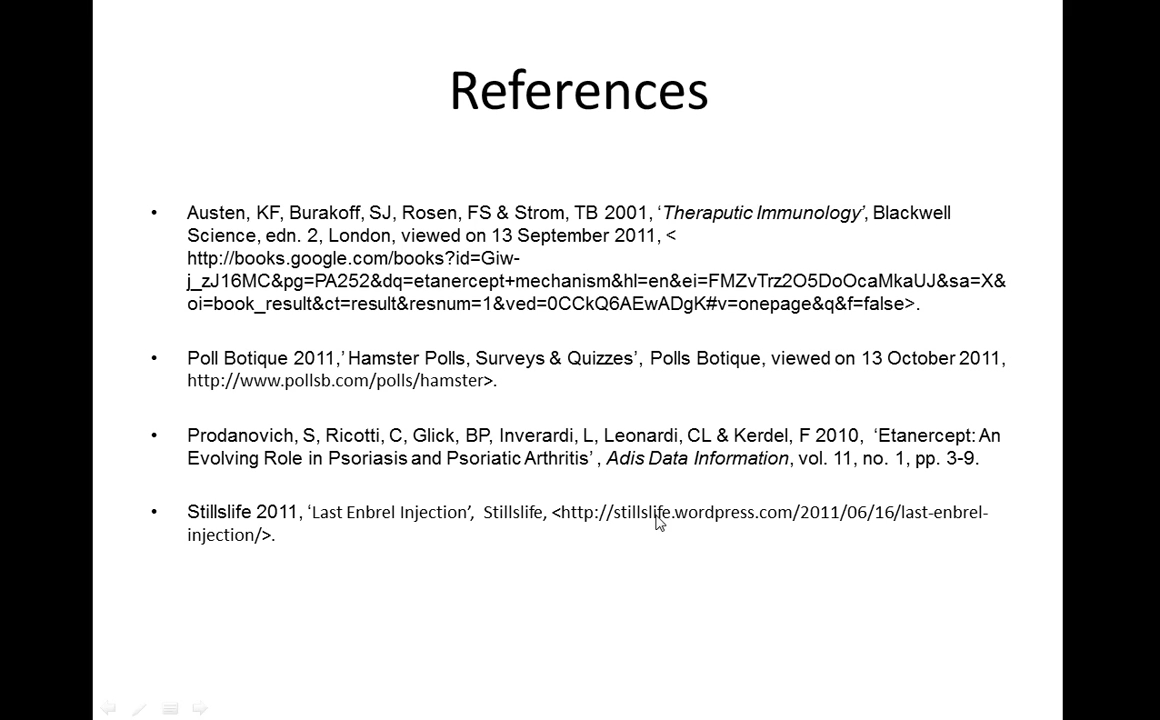 References
• Austen, KF, Burakoff, SJ, Rosen, FS & Strom, TB 2001, ‘Theraputic Immunology’, Blackwell
Science, edn. 2, London, viewed on 13 September 2011, <
http://books.google.com/books?id=Giw-
j_zJ16MC&pg=PA252&dq=etanercept+mechanism&hl=en&ei=FMZvTrz2O5DoOcaMkaUJ&sa=X&
oi=book_result&ct=result&resnum=1&ved=0CCkQ6AEwADgK#v=onepage&q&f=false>.
• Poll Botique 2011,’ Hamster Polls, Surveys & Quizzes’, Polls Botique, viewed on 13 October 2011,
http://www.pollsb.com/polls/hamster>.
• Prodanovich, S, Ricotti, C, Glick, BP, Inverardi, L, Leonardi, CL & Kerdel, F 2010, ‘Etanercept: An
Evolving Role in Psoriasis and Psoriatic Arthritis’ , Adis Data Information, vol. 11, no. 1, pp. 3-9.
• Stillslife 2011, ‘Last Enbrel Injection’, Stillslife, <http://stillslife.wordpress.com/2011/06/16/last-enbrel-
injection/>.